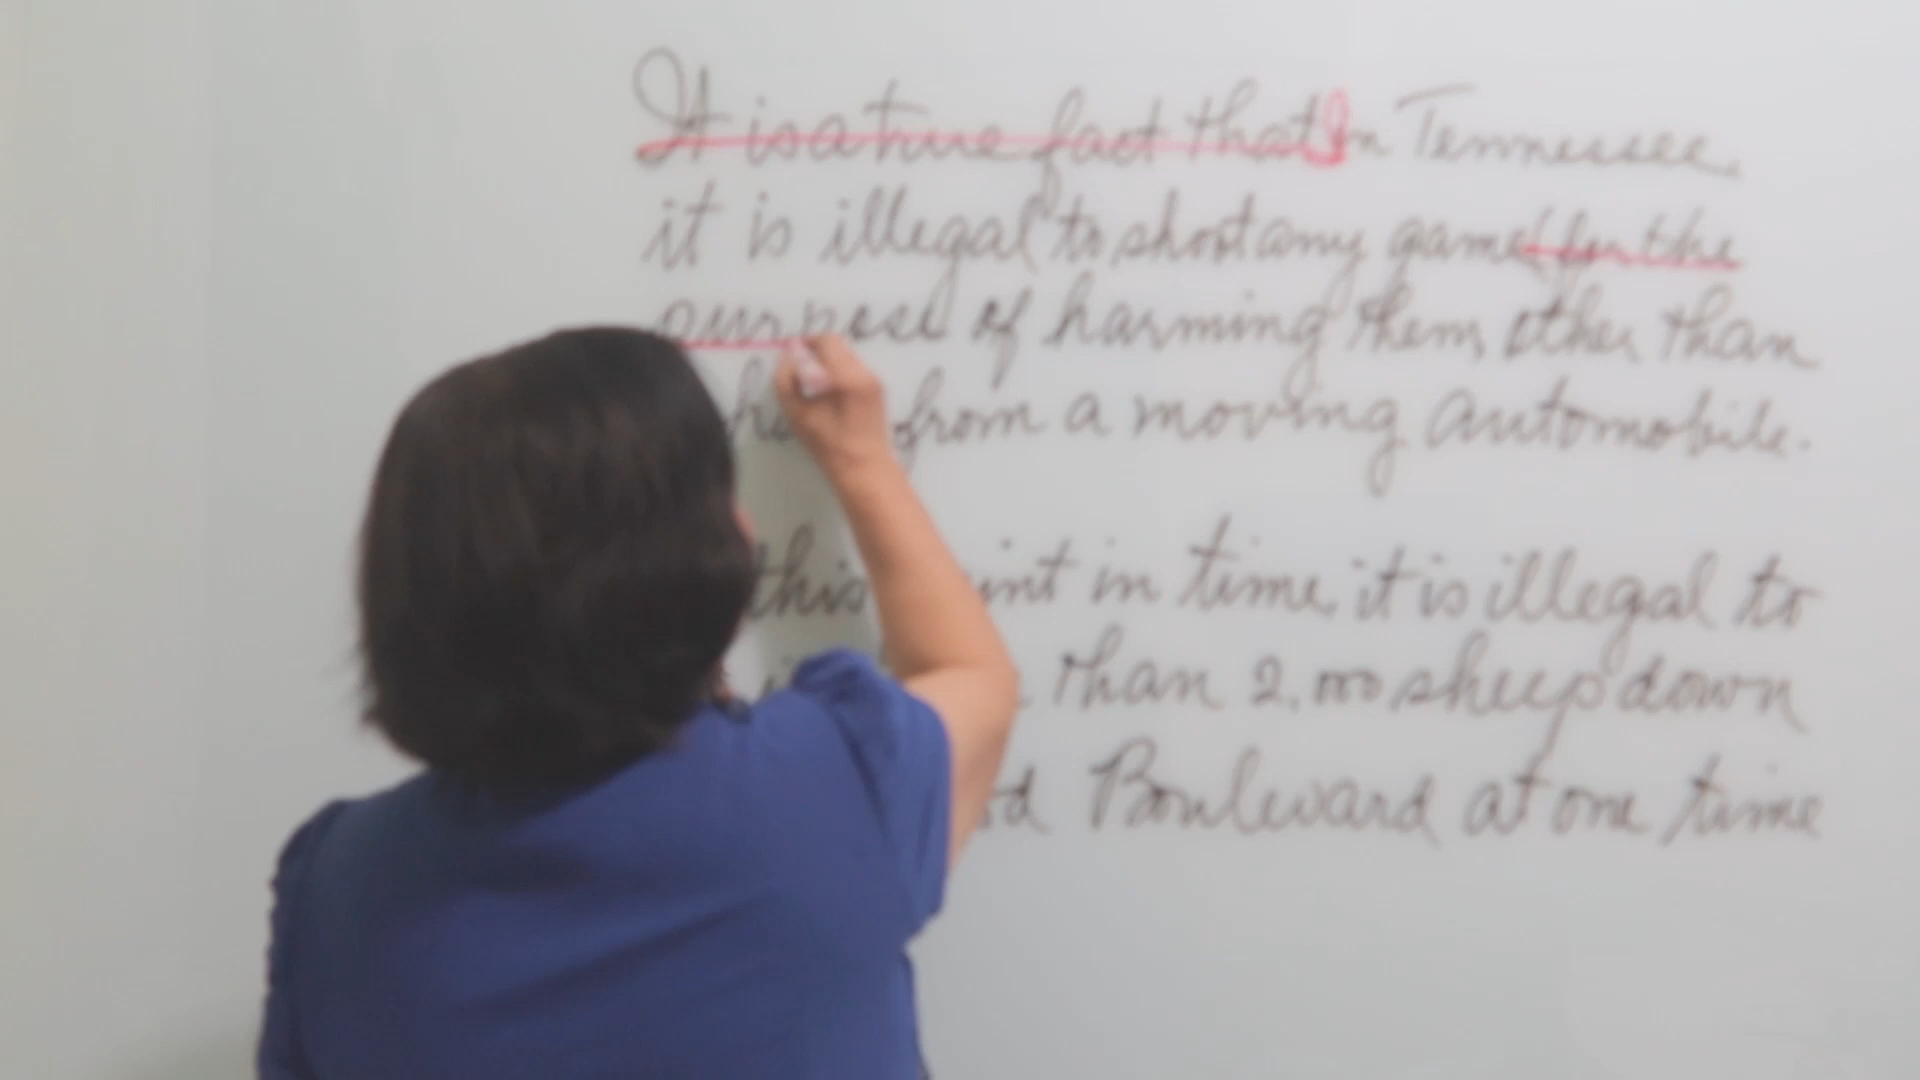 It is a true fact that In Tennessee,
it is illegal to shoot any game for the
purpose of harming them, other than
from a moving automobile.
this in time, it is illegal to
than 2,000 sheep down
Boulevard at one time